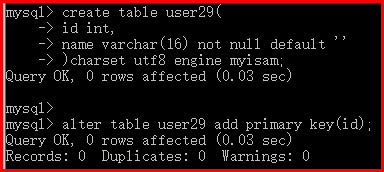 mysql> create table user29(
    -> id int,
    -> name varchar(16) not null default ''
    -> )charset utf8 engine myisam;
Query OK, 0 rows affected (0.03 sec)
mysql>
mysql> alter table user29 add primary key(id);
Query OK, 0 rows affected (0.03 sec)
Records: 0  Duplicates: 0  Warnings: 0